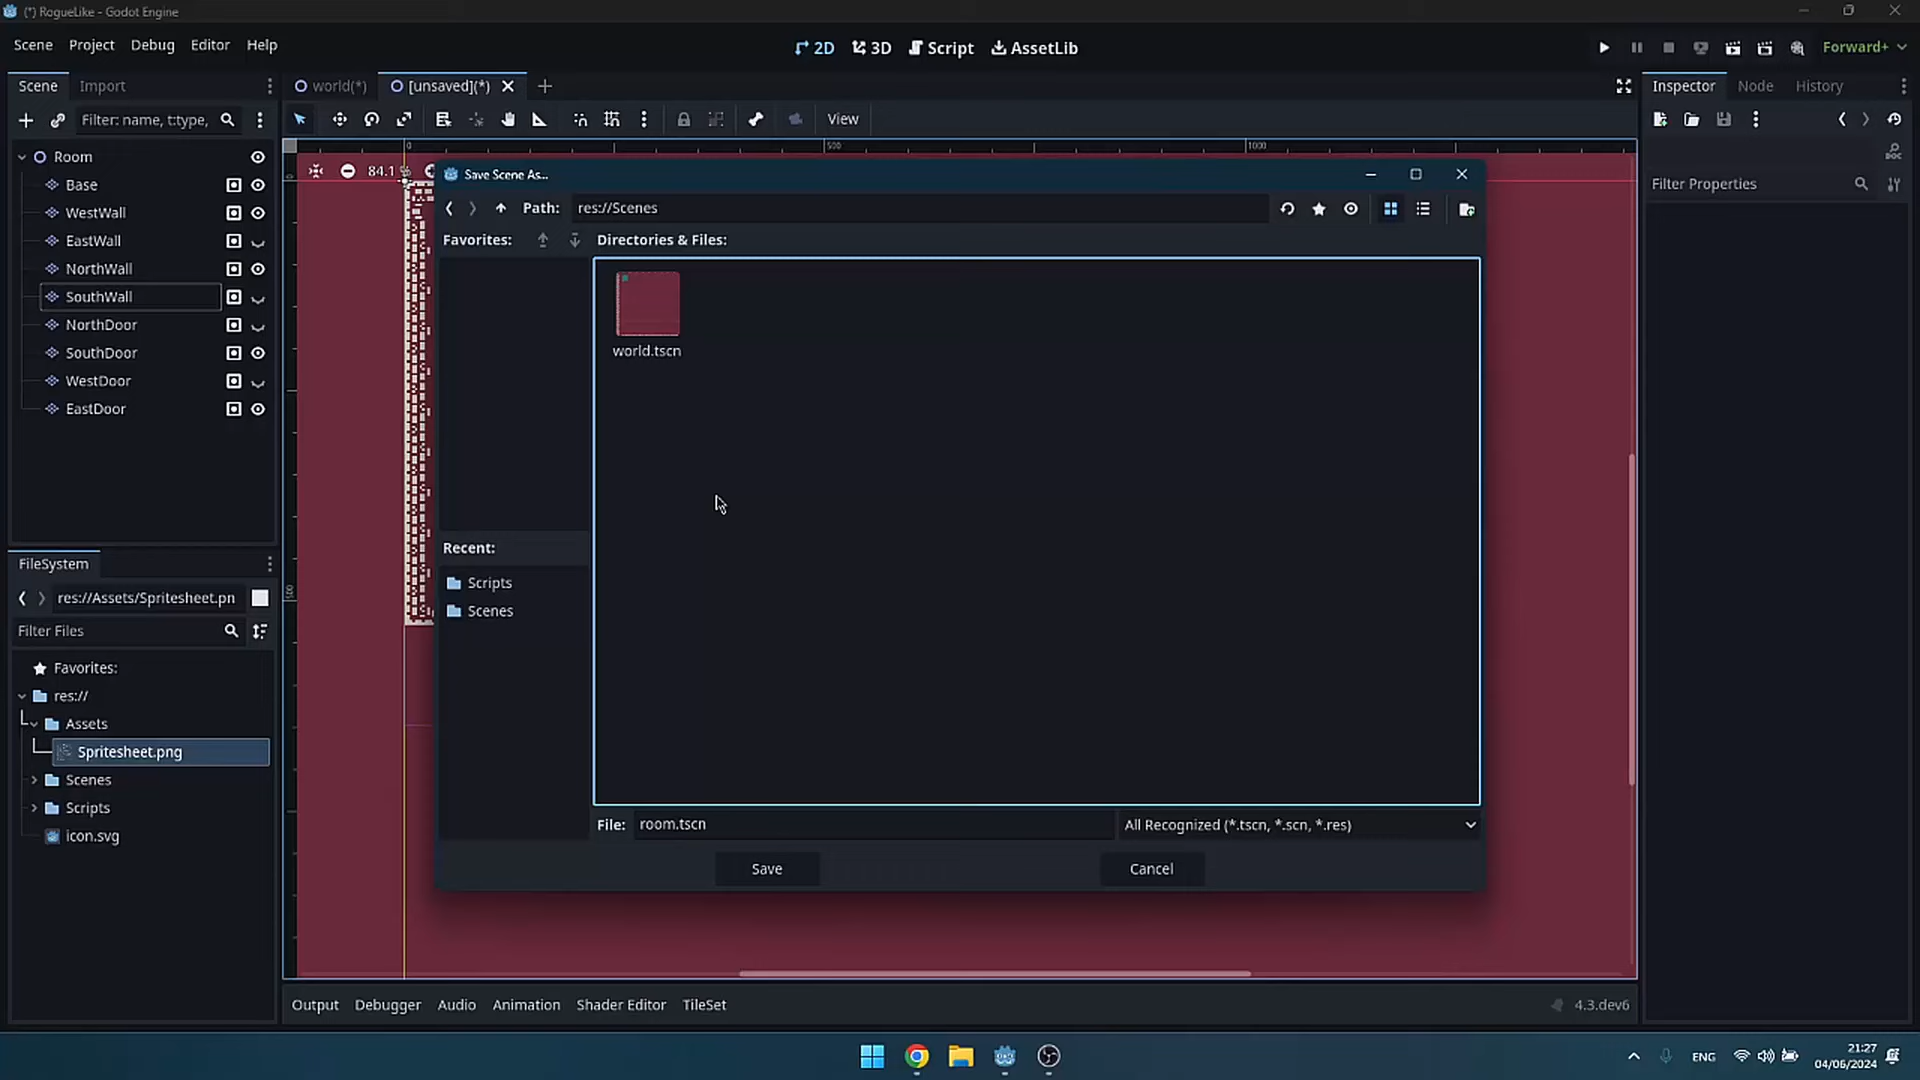 (*) RogueLike - Godot Engine
Scene Project Debug Editor Help
2D 3D Script AssetLib
Forward+
Scene Import
world(*) [unsaved](*)
Inspector Node History
Filter: name, t:type,
View
Room
Base
WestWall
EastWall
NorthWall
SouthWall
NorthDoor
SouthDoor
WestDoor
EastDoor
0 500 1000
84.1 %
Save Scene As...
Path: res://Scenes
Favorites:
Directories & Files:
world.tscn
Recent:
Scripts
Scenes
File: room.tscn
All Recognized (*.tscn, *.scn, *.res)
Save Cancel
Filter Properties
FileSystem
res://Assets/Spritesheet.pn
Filter Files
Favorites:
res://
Assets
Spritesheet.png
Scenes
Scripts
icon.svg
Output Debugger Audio Animation Shader Editor TileSet
4.3.dev6
ENG
21:27
04/06/2024